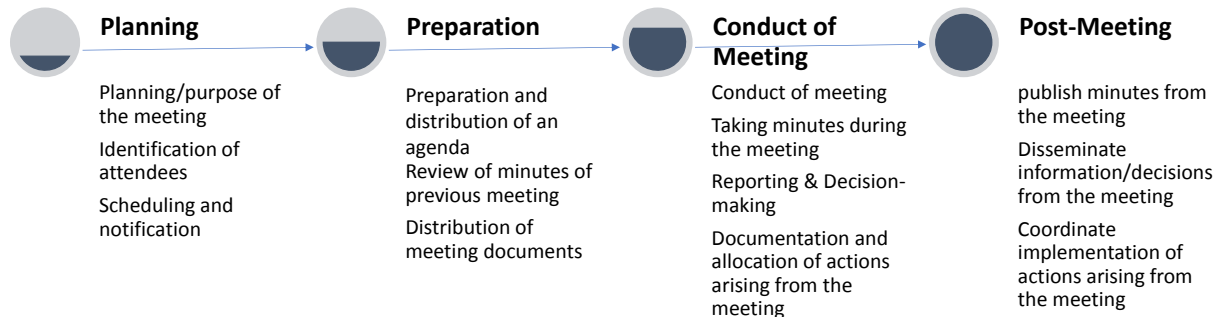 Planning
Planning/purpose of
the meeting
Identification of
attendees
Scheduling and
notification
Preparation
Preparation and
distribution of an
agenda
Review of minutes of
previous meeting
Distribution of
meeting documents
Conduct of
Meeting
Conduct of meeting
Taking minutes during
the meeting
Reporting & Decision-
making
Documentation and
allocation of actions
arising from the
meeting
Post-Meeting
publish minutes from
the meeting
Disseminate
information/decisions
from the meeting
Coordinate
implementation of
actions arising from
the meeting